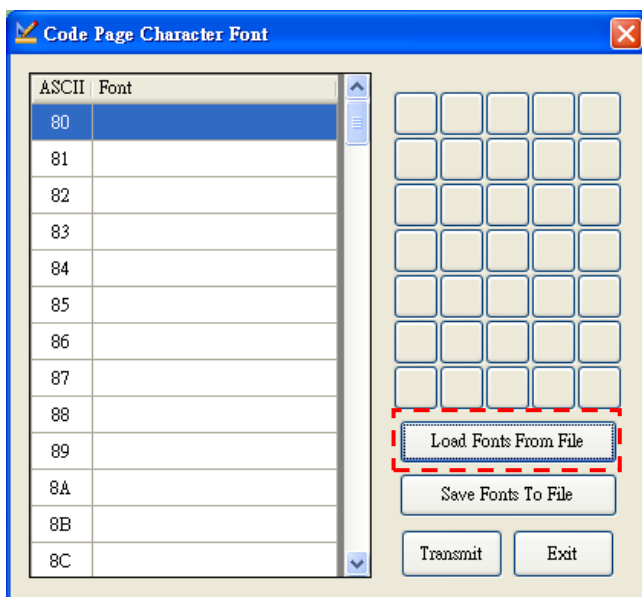 Code Page Character Font
ASCII Font
80
81
82
83
84
85
86
87
88
89
8A
8B
8C
Load Fonts From File
Save Fonts To File
Transmit Exit